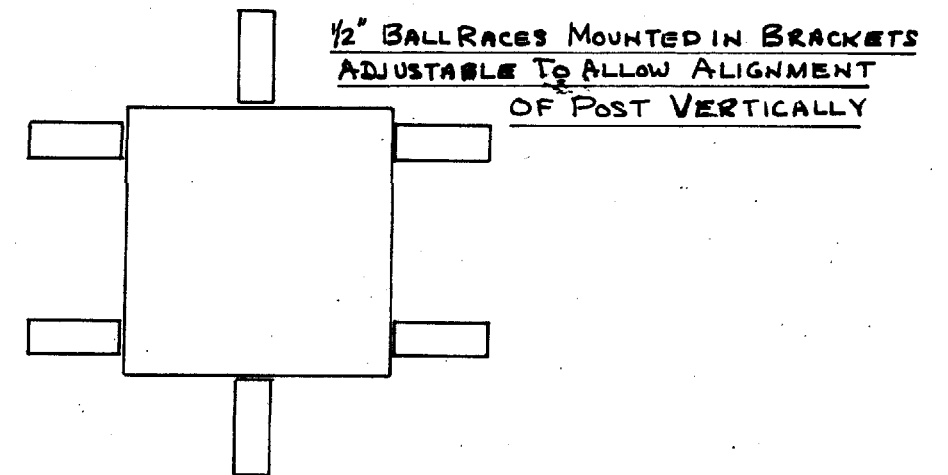 1/2" BALL RACES MOUNTED IN BRACKETS
ADJUSTABLE TO ALLOW ALIGNMENT
OF POST VERTICALLY